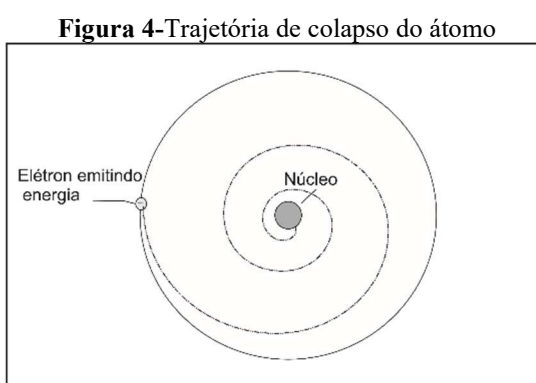 Figura 4-Trajetória de colapso do átomo
Elétron emitindo
energia
Núcleo